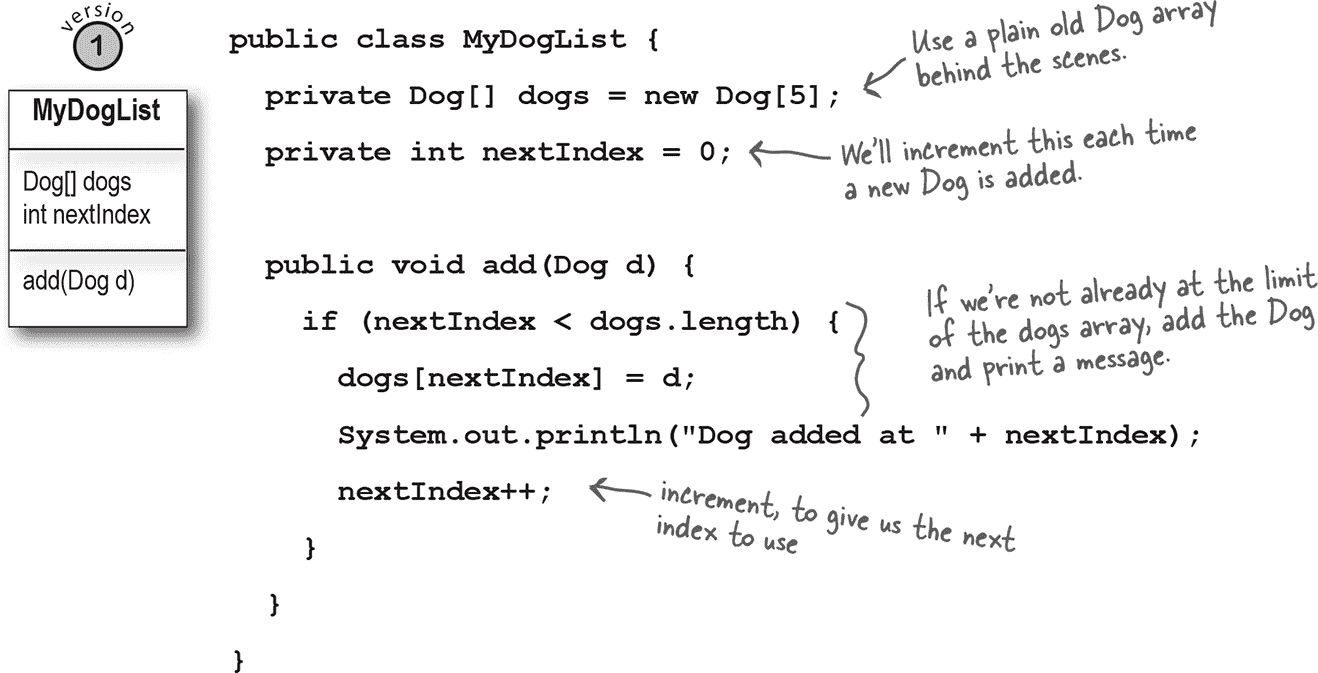 version
1
MyDogList
Dog[] dogs
int nextIndex
add(Dog d)
public class MyDogList {
private Dog[] dogs = new Dog[5];
private int nextIndex = 0;
public void add(Dog d) {
if (nextIndex < dogs.length) {
dogs[nextIndex] = d;
System.out.println("Dog added at " + nextIndex);
nextIndex++;
}
}
}
Use a plain old Dog array
behind the scenes.
We'll increment this each time
a new Dog is added.
If we're not already at the limit
of the dogs array, add the Dog
and print a message.
increment, to give us the next
index to use